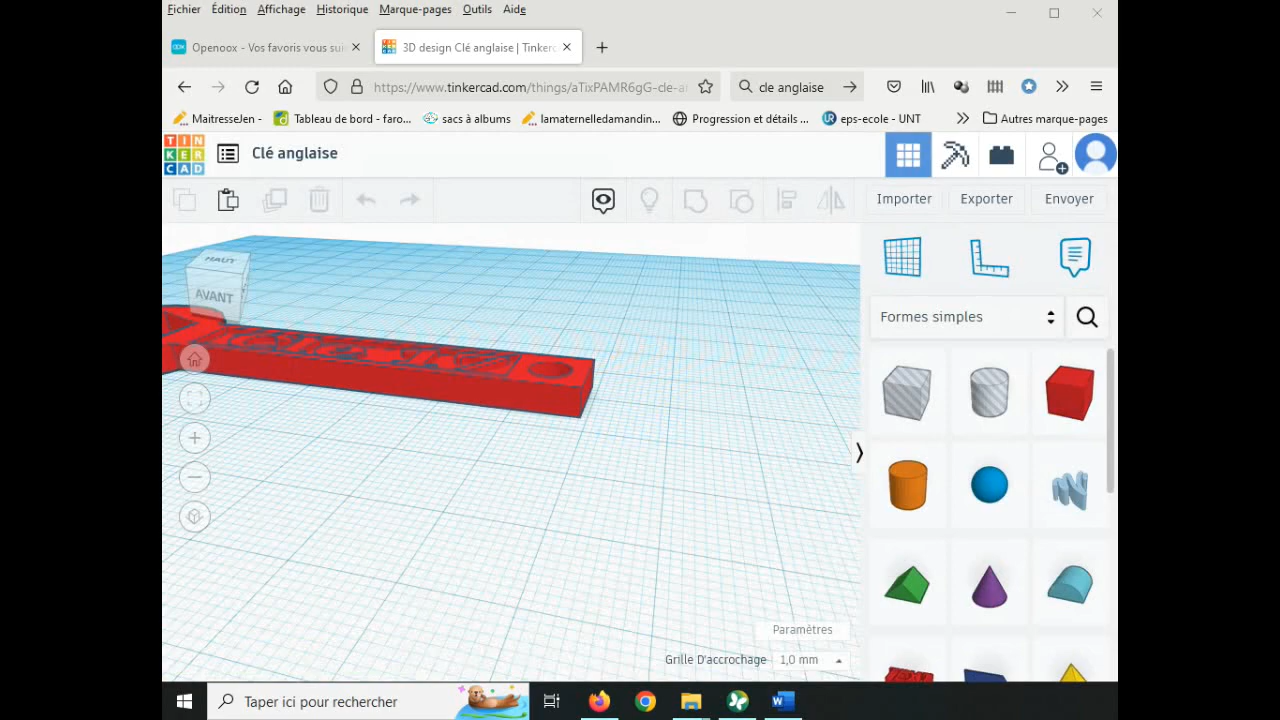 Fichier Édition Affichage Historique Marque-pages Outils Aide
Openoox - Vos favoris vous sui
3D design Clé anglaise | Tinkerc
https://www.tinkercad.com/things/aTixPAMR6gG-cle-a
cle anglaise
Maitresselen - Tableau de bord - faro... sacs à albums lamaternelledanandin... Progression et détails ... eps-ecole - UNT Autres marque-pages
TIN
KER
CAD
Clé anglaise
Importer Exporter Envoyer
HAUT
AVANT
Formes simples
Paramètres
Grille D'accrochage 1,0 mm
Taper ici pour rechercher